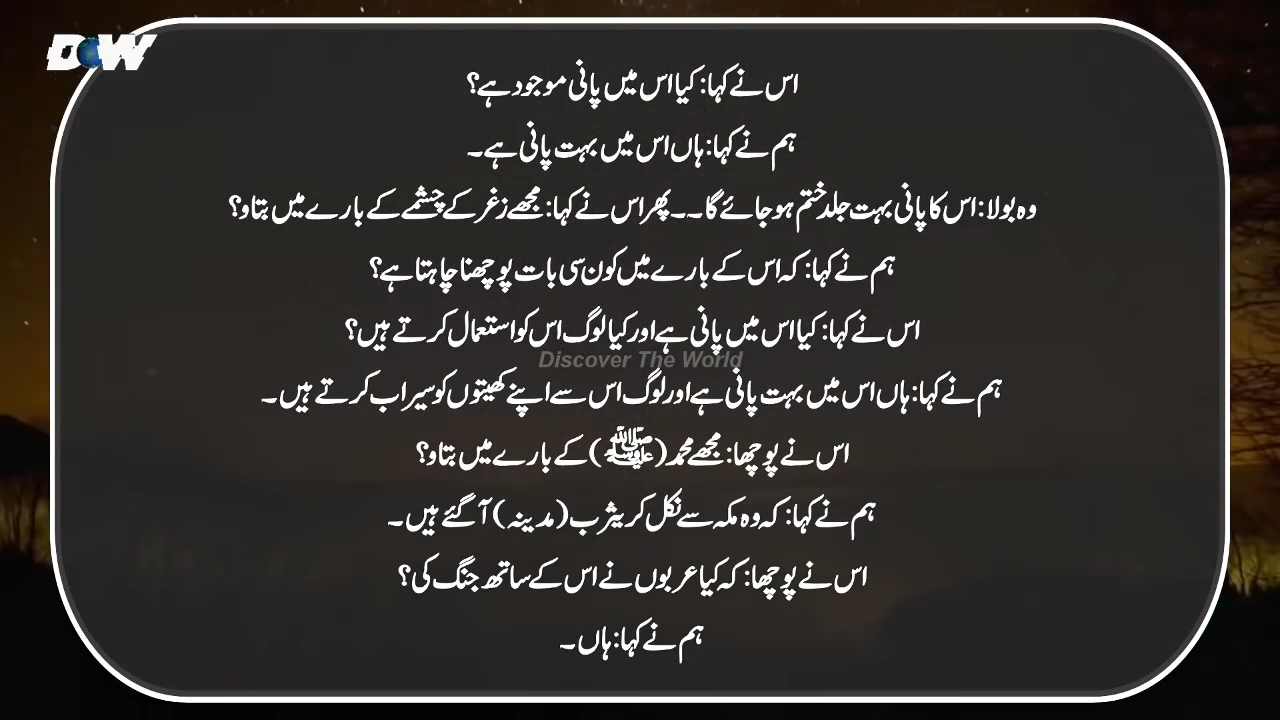 DCW
اس نے کہا: کیا اس میں پانی موجود ہے؟
ہم نے کہا: ہاں اس میں بہت پانی ہے۔
وہ بولا: اس کا پانی بہت جلد ختم ہو جائے گا ۔۔ پھر اس نے کہا: مجھے زغر کے چشمے کے بارے میں بتاو؟
ہم نے کہا: کہ اس کے بارے میں کون سی بات پوچھنا چاہتا ہے؟
اس نے کہا: کیا اس میں پانی ہے اور کیا لوگ اس کو استعمال کرتے ہیں؟
Discover The World
ہم نے کہا: ہاں اس میں بہت پانی ہے اور لوگ اس سے اپنے کھیتوں کو سیراب کرتے ہیں۔
اس نے پوچھا: مجھے محمد (ﷺ) کے بارے میں بتاو؟
ہم نے کہا: کہ وہ مکہ سے نکل کر یثرب (مدینہ) آ گئے ہیں۔
اس نے پوچھا: کہ کیا عربوں نے اس کے ساتھ جنگ کی؟
ہم نے کہا: ہاں۔